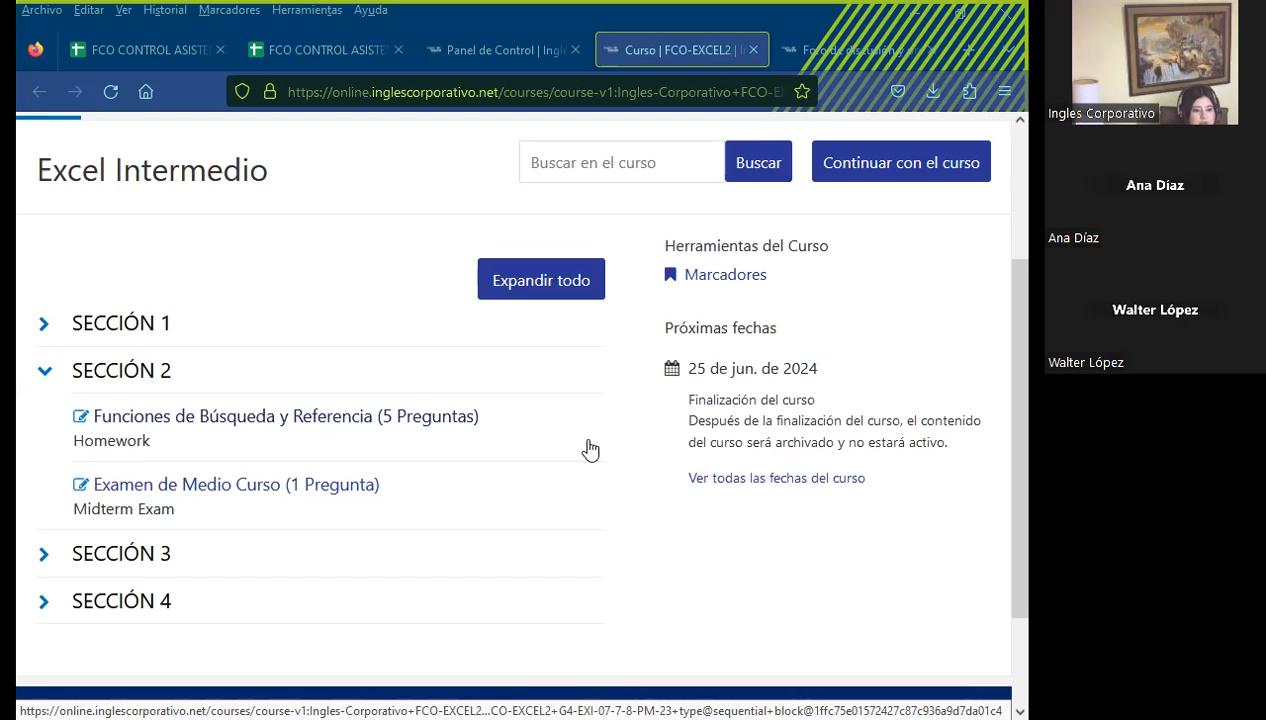 Archivo Editar Ver Historial Marcadores Herramientas Ayuda
FCO CONTROL ASISTE
FCO CONTROL ASISTE
Panel de Control | Ingl
Curso | FCO-EXCEL2 | I
Foro de discusión y
https://online.inglescorporativo.net/courses/course-v1:Ingles-Corporativo+FCO-E
Excel Intermedio
Buscar en el curso
Buscar
Continuar con el curso
Expandir todo
SECCIÓN 1
SECCIÓN 2
Funciones de Búsqueda y Referencia (5 Preguntas)
Homework
Examen de Medio Curso (1 Pregunta)
Midterm Exam
SECCIÓN 3
SECCIÓN 4
Herramientas del Curso
Marcadores
Próximas fechas
25 de jun. de 2024
Finalización del curso
Después de la finalización del curso, el contenido
del curso será archivado y no estará activo.
Ver todas las fechas del curso
https://online.inglescorporativo.net/courses/course-v1:Ingles-Corporativo+FCO-EXCEL2...CO-EXCEL2+G4-EXI-07-7-8-PM-23+type@sequential+block@1ffc75e01572427c87c936a9d7da01c4
Ingles Corporativo
Ana Díaz
Ana Díaz
Walter López
Walter López